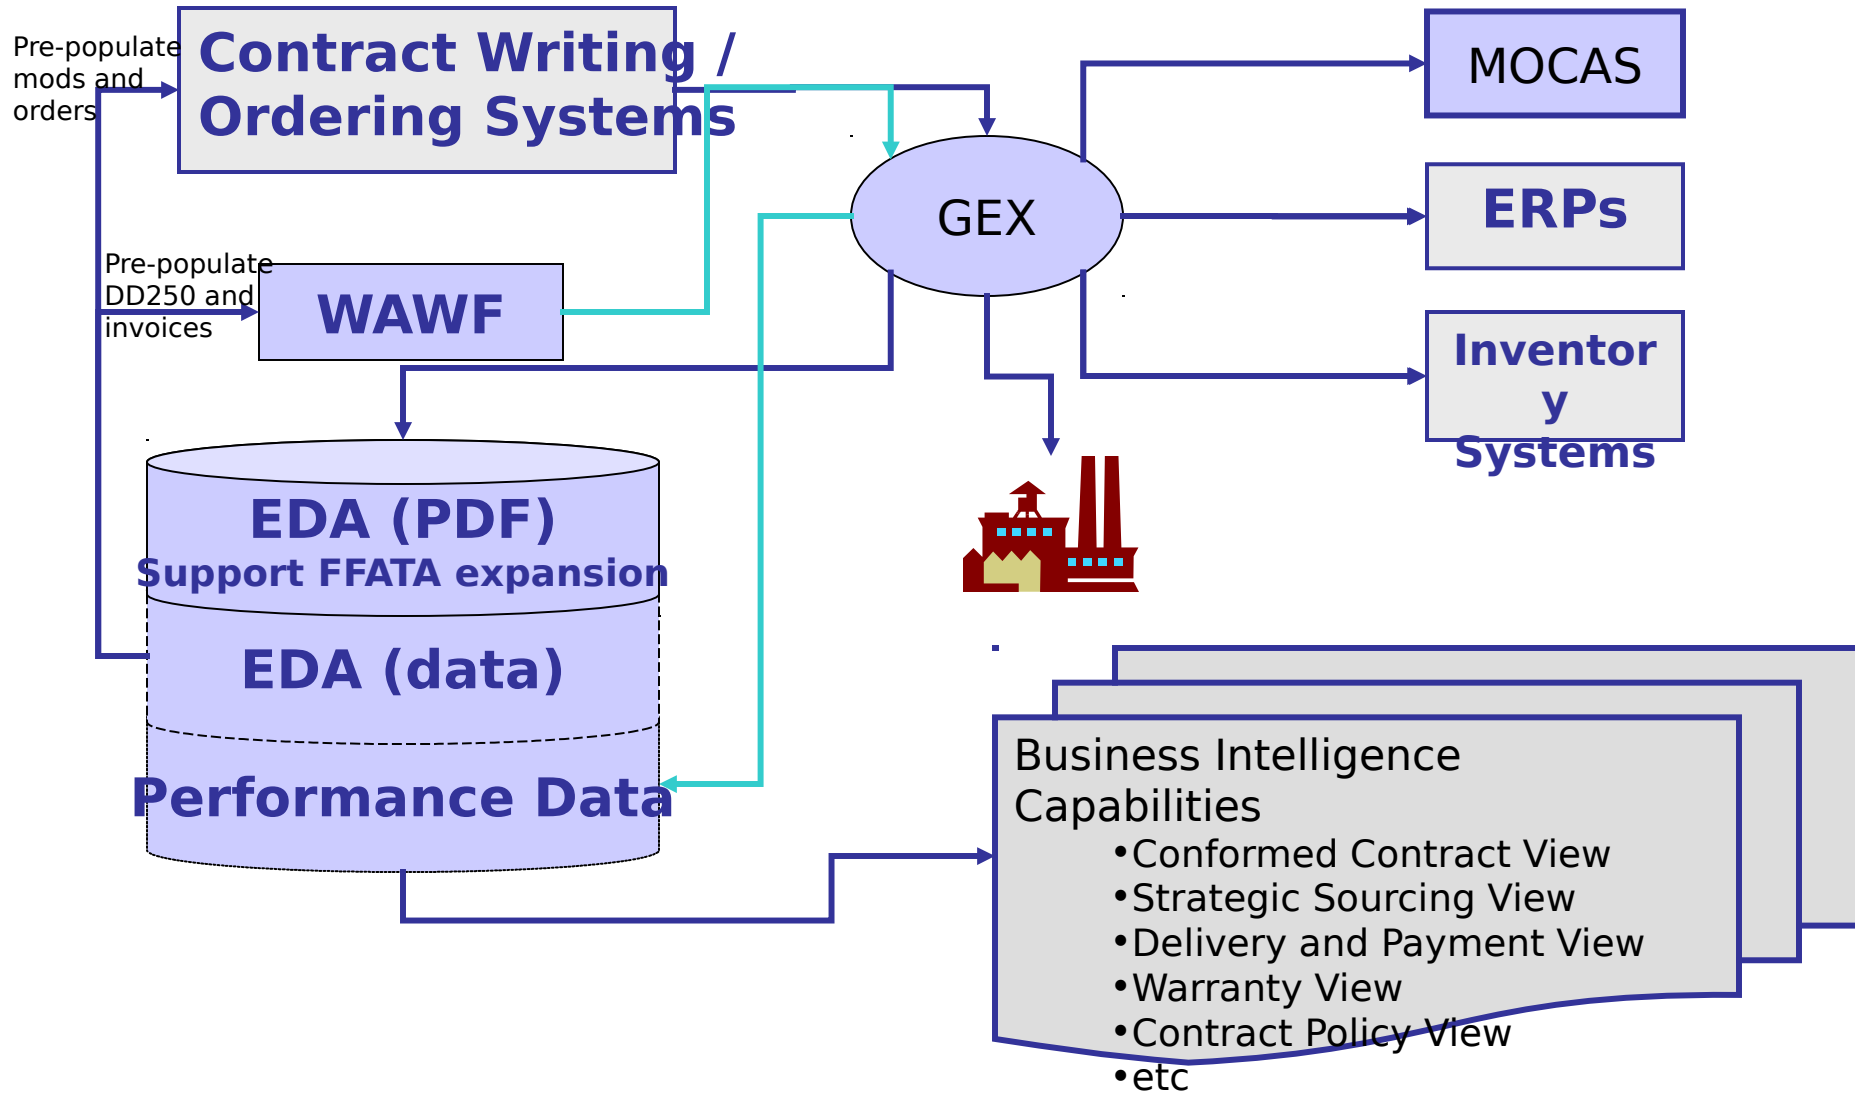 Pre-populate
mods and
orders
Contract Writing /
Ordering Systems
MOCAS
GEX
ERPs
Pre-populate
DD250 and
invoices
WAWF
Inventor
y
Systems
EDA (PDF)
Support FFATA expansion
EDA (data)
Performance Data
Business Intelligence
Capabilities
•Conformed Contract View
•Strategic Sourcing View
•Delivery and Payment View
•Warranty View
•Contract Policy View
•etc